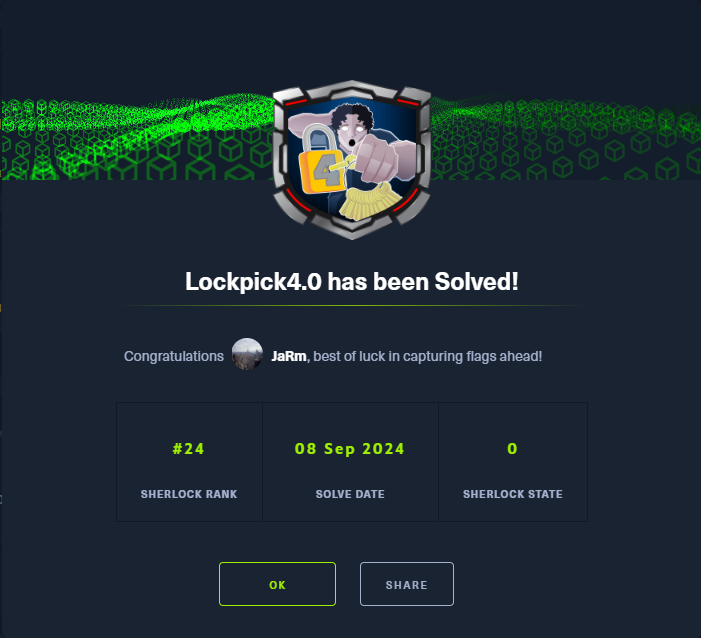 4
Lockpick4.0 has been Solved!
Congratulations JaRm, best of luck in capturing flags ahead!
#24 08 Sep 2024 0
SHERLOCK RANK SOLVE DATE SHERLOCK STATE
OK SHARE